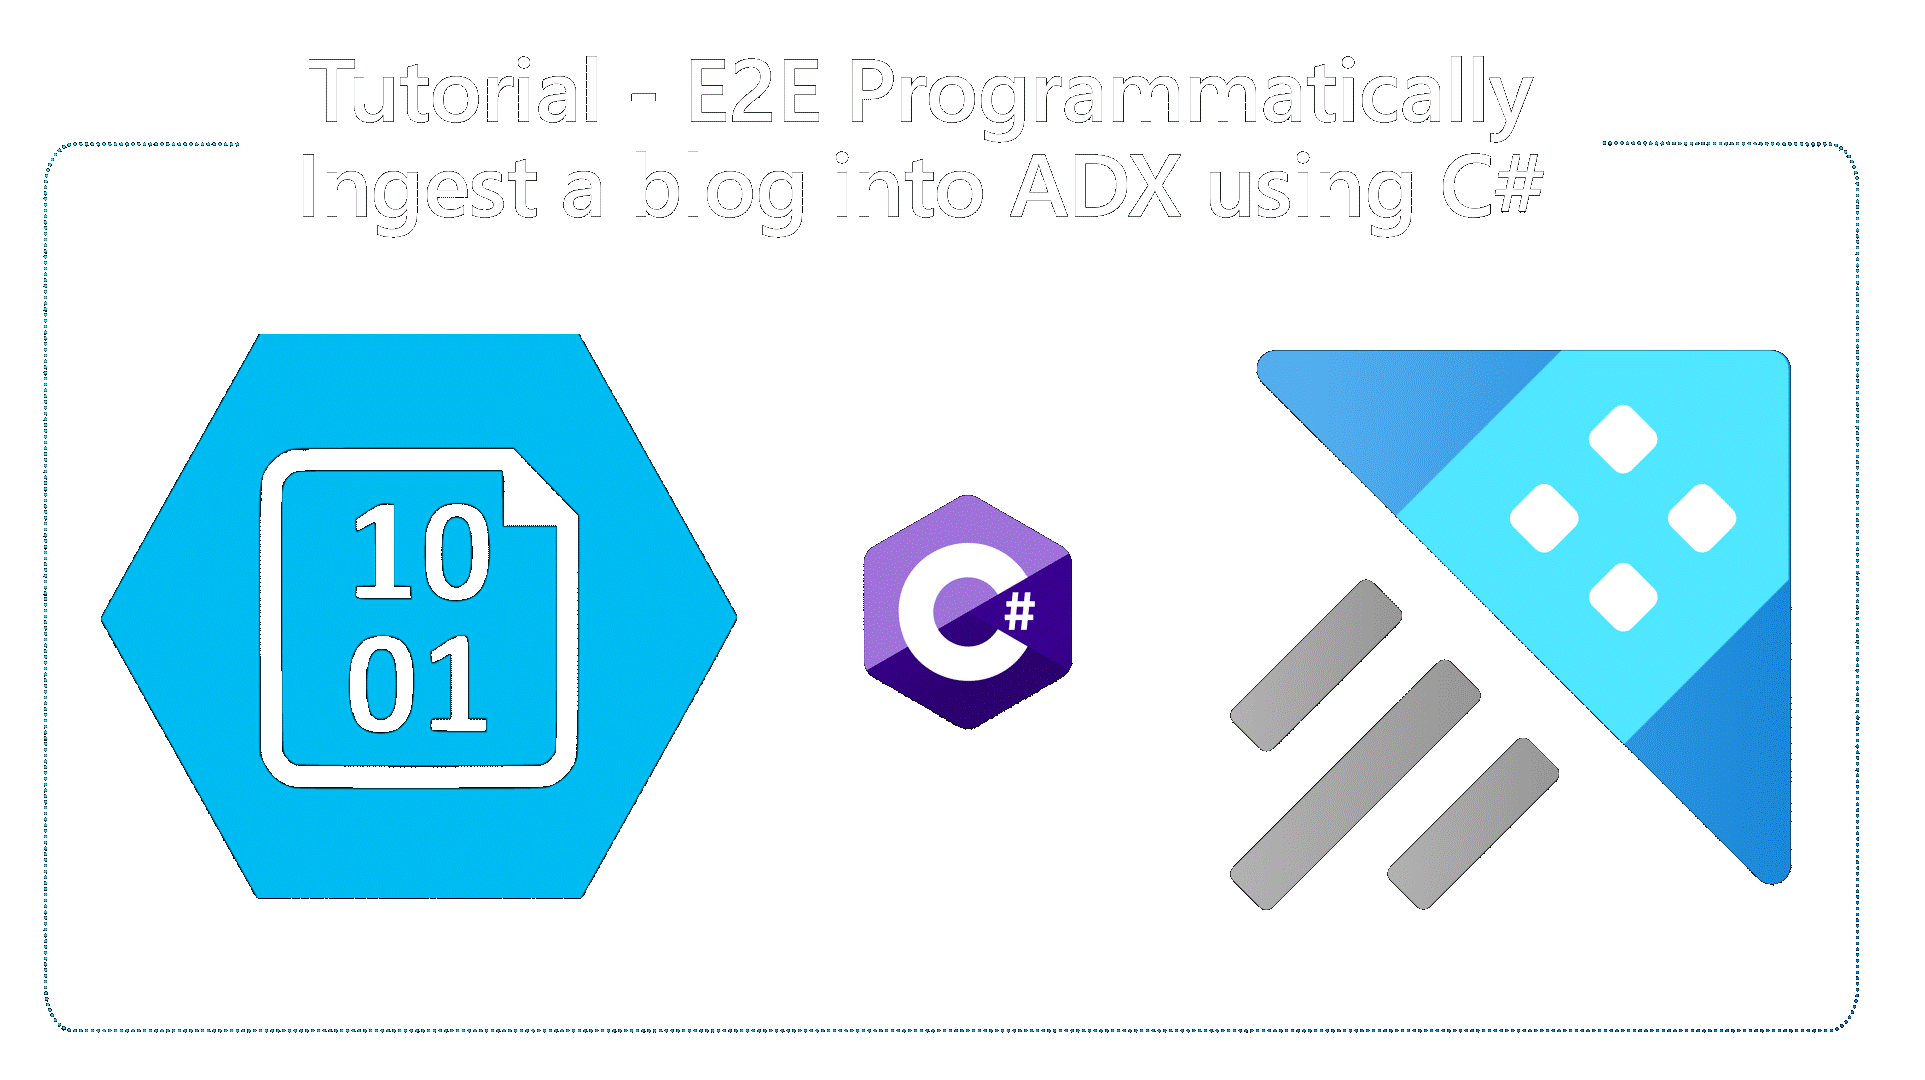 Tutorial - E2E Programmatically
Ingest a blog into ADX using C#
10
01
C#